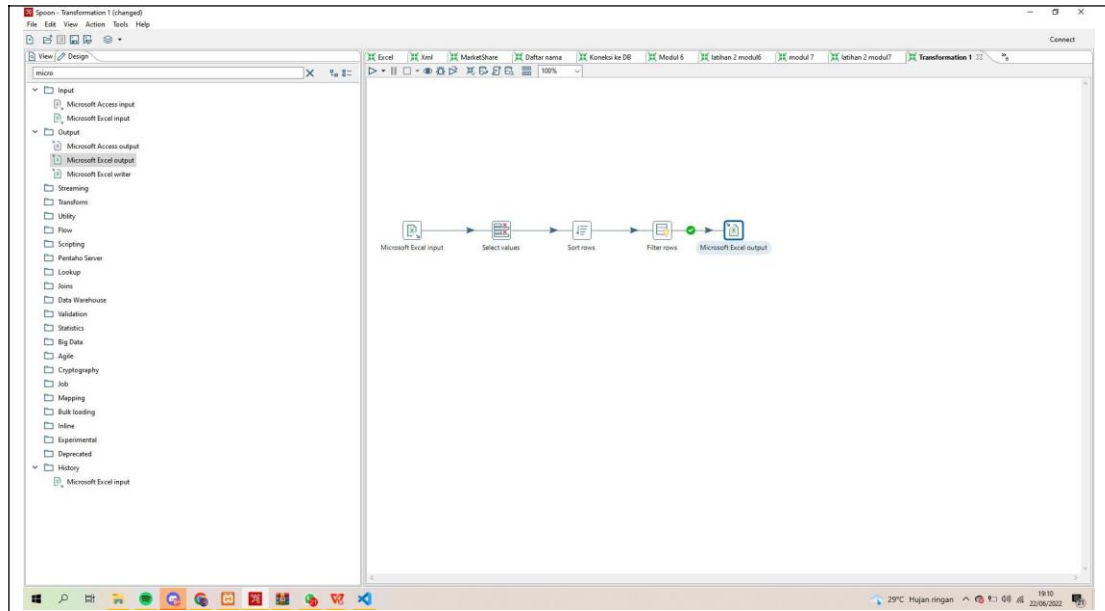 Spoon - Transformation 1 (changed)
File Edit View Action Tools Help
Connect
View Design
Excel Xml MarketShare Daftar nama Koneksi ke DB Modul 6 latihan 2 modul6 modul 7 latihan 2 modul7 Transformation 1
micro
100%
Input
Microsoft Access input
Microsoft Excel input
Output
Microsoft Access output
Microsoft Excel output
Microsoft Excel writer
Streaming
Transform
Utility
Flow
Scripting
Pentaho Server
Lookup
Joins
Data Warehouse
Validation
Statistics
Big Data
Agile
Cryptography
Job
Mapping
Bulk loading
Inline
Experimental
Deprecated
History
Microsoft Excel input
Microsoft Excel input Select values Sort rows Filter rows Microsoft Excel output
29°C Hujan ringan
19:10
22/06/2022